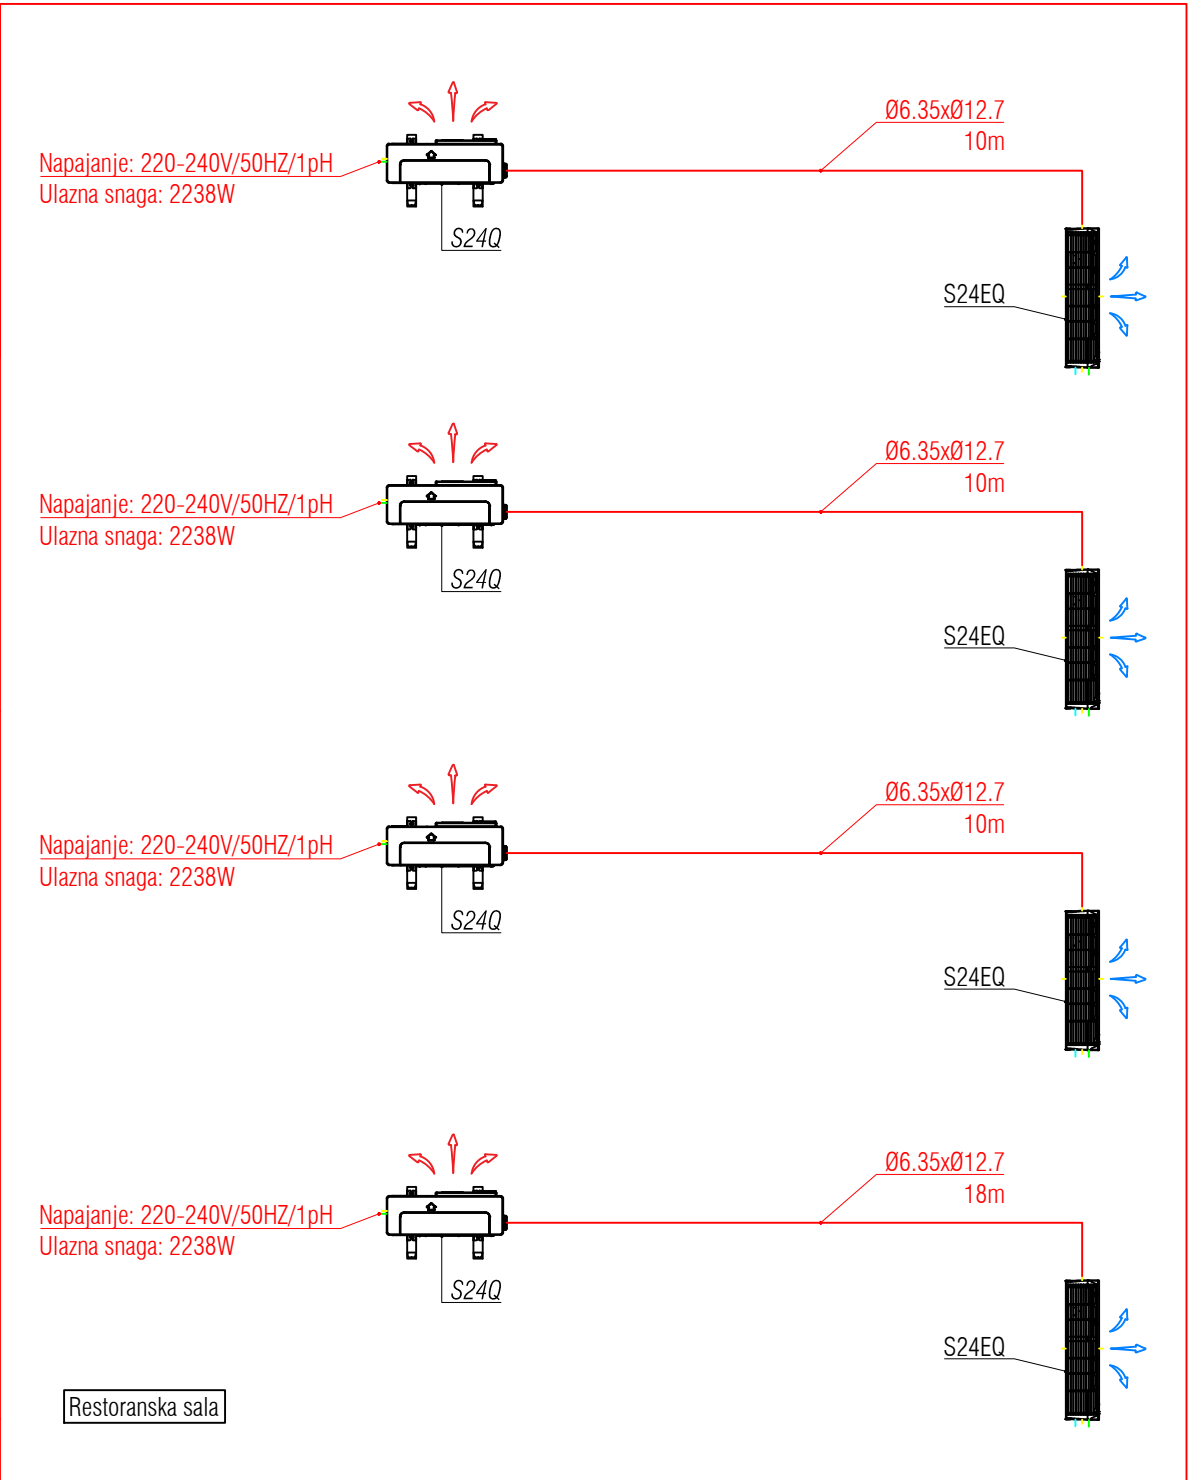 Ø6.35xØ12.7
10m
Napajanje: 220-240V/50HZ/1pH
Ulazna snaga: 2238W
S24Q
S24EQ
Ø6.35xØ12.7
10m
Napajanje: 220-240V/50HZ/1pH
Ulazna snaga: 2238W
S24Q
S24EQ
Ø6.35xØ12.7
10m
Napajanje: 220-240V/50HZ/1pH
Ulazna snaga: 2238W
S24Q
S24EQ
Ø6.35xØ12.7
18m
Napajanje: 220-240V/50HZ/1pH
Ulazna snaga: 2238W
S24Q
S24EQ
Restoranska sala